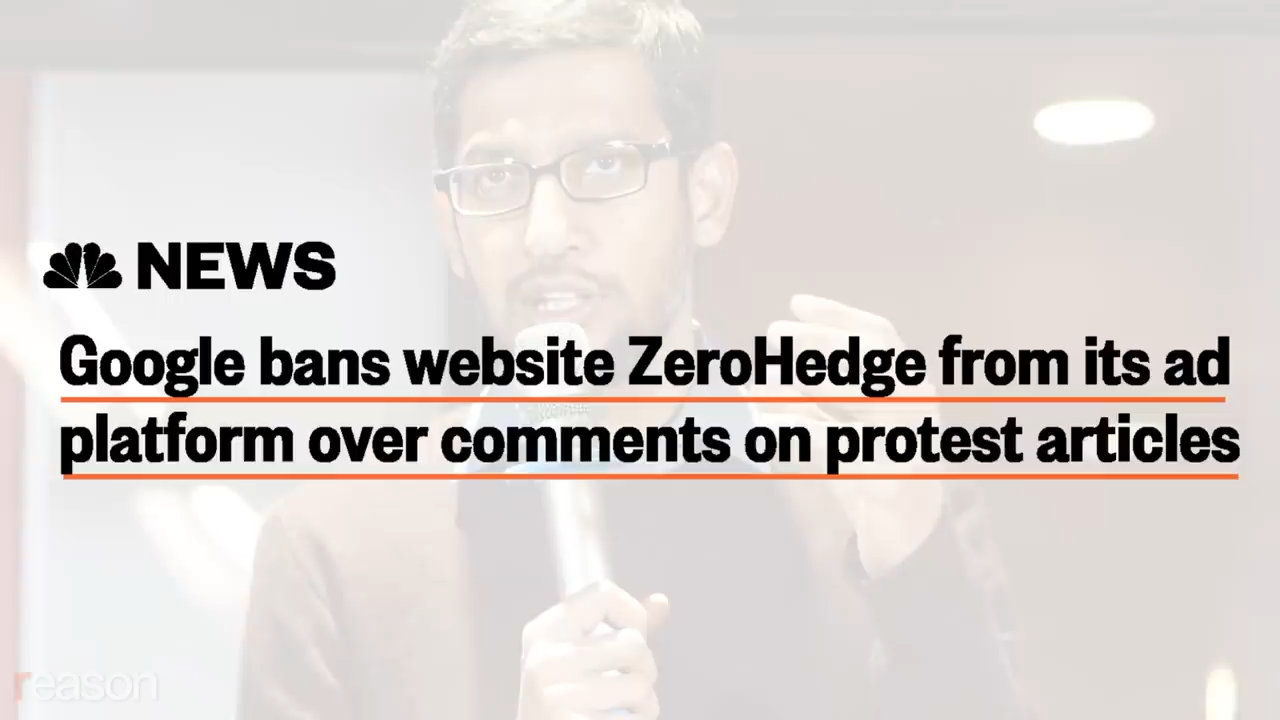 NEWS
Google bans website ZeroHedge from its ad
platform over comments on protest articles
reason